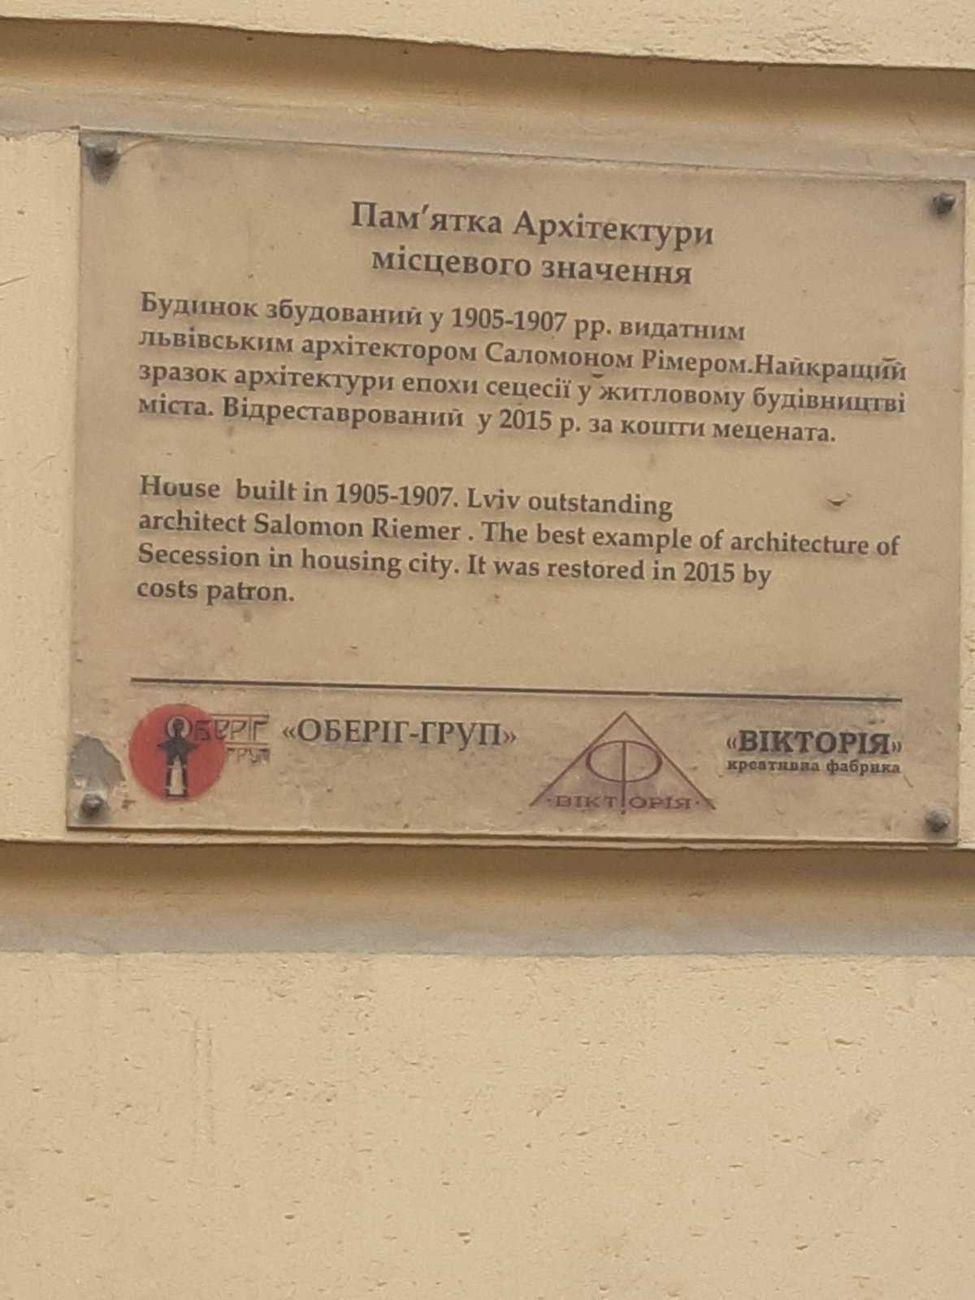 Пам’ятка Архітектури
місцевого значення
Будинок збудований у 1905-1907 рр. видатним
львівським архітектором Саломоном Рімером.Найкращий
зразок архітектури епохи сецесії у житловому будівництві
міста. Відреставрований у 2015 р. за кошти мецената.
House built in 1905-1907. Lviv outstanding
architect Salomon Riemer . The best example of architecture of
Secession in housing city. It was restored in 2015 by
costs patron.
ОБЕРІГ
ГРУП
«ОБЕРІГ-ГРУП»
·ВІКТОРІЯ·
«ВІКТОРІЯ»
креативна фабрика